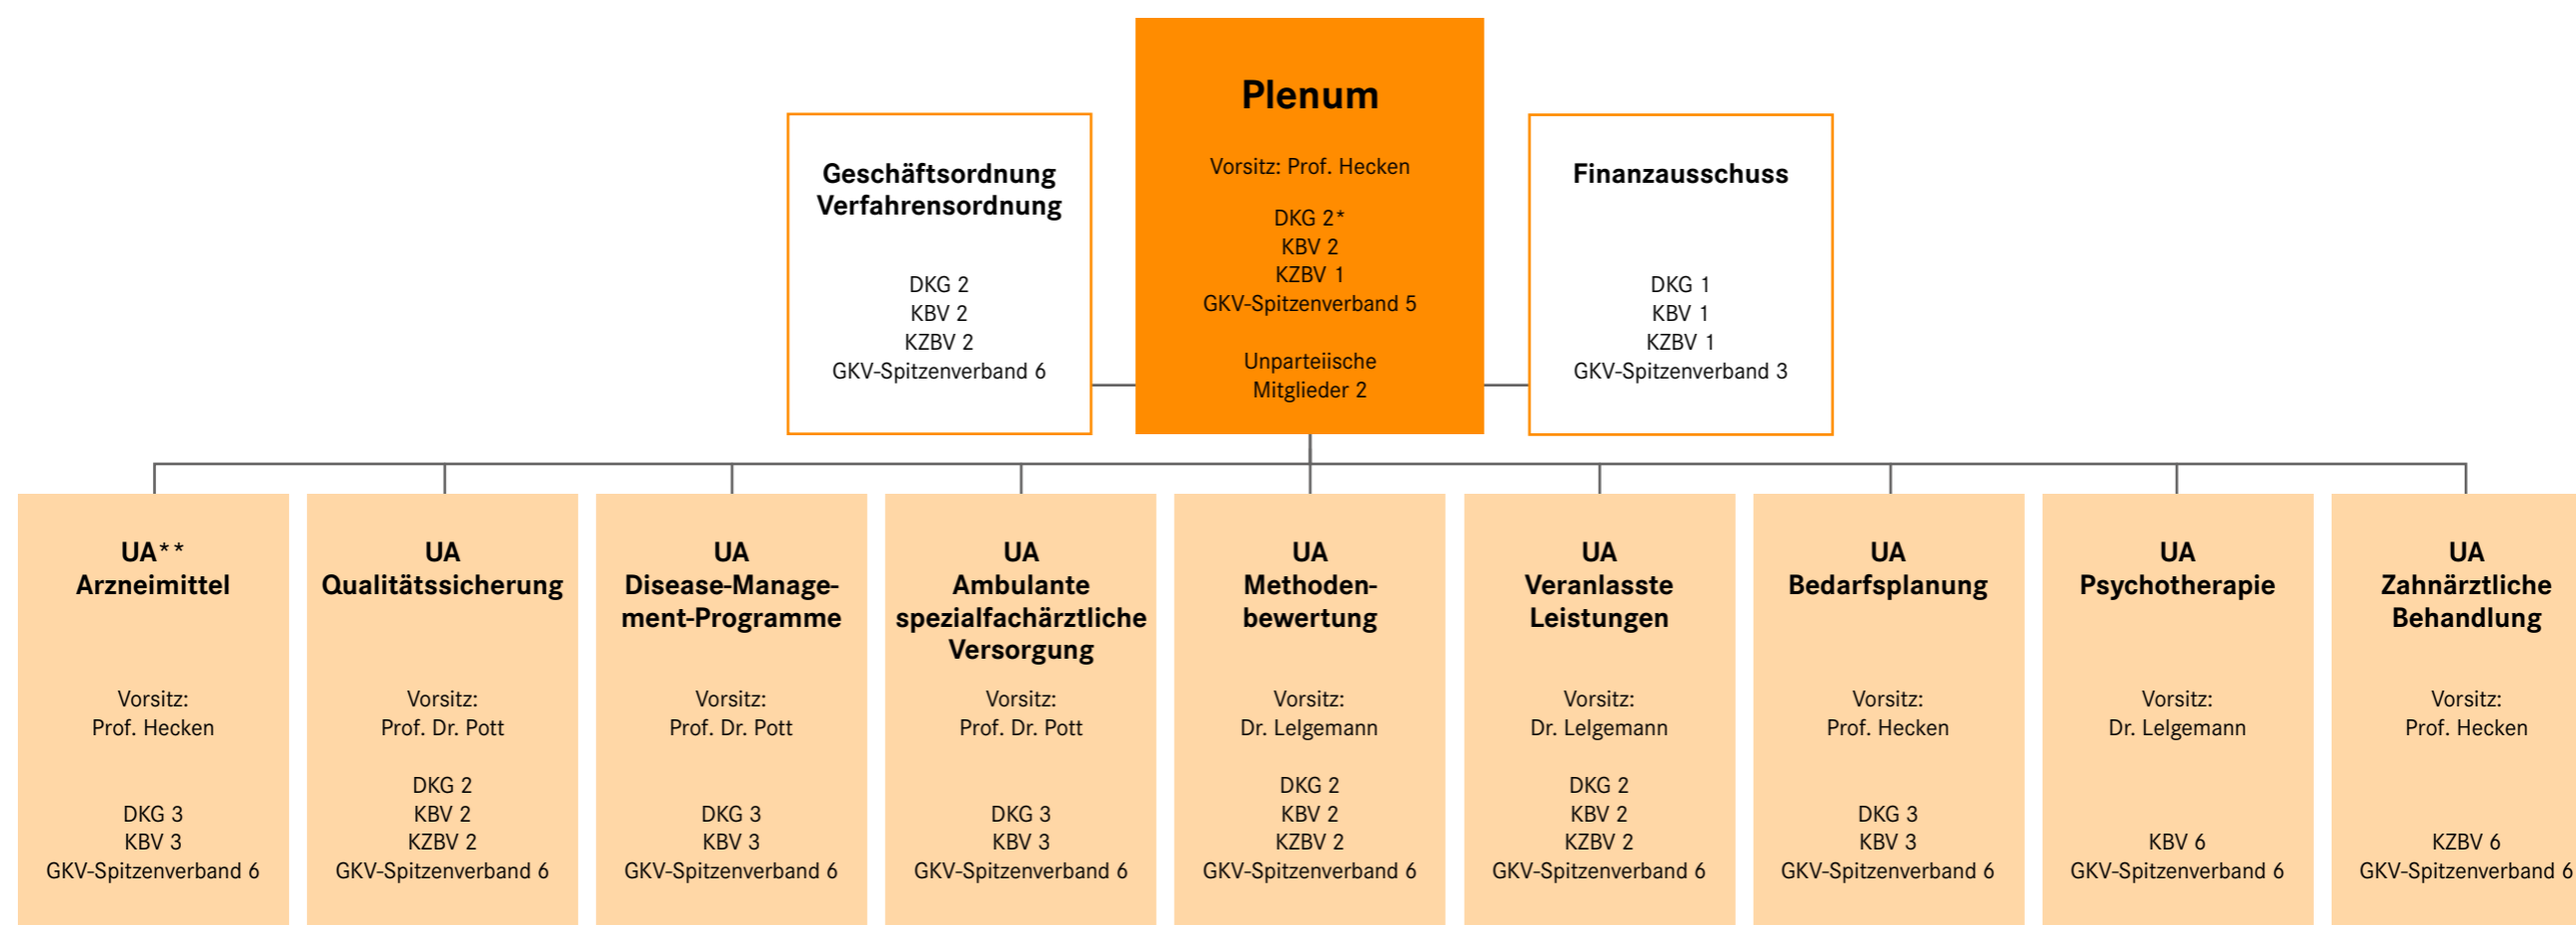 Plenum
Vorsitz: Prof. Hecken
DKG 2*
KBV 2
KZBV 1
GKV-Spitzenverband 5
Unparteiische
Mitglieder 2
Geschäftsordnung
Verfahrensordnung
DKG 2
KBV 2
KZBV 2
GKV-Spitzenverband 6
Finanzausschuss
DKG 1
KBV 1
KZBV 1
GKV-Spitzenverband 3
UA**
Arzneimittel
Vorsitz:
Prof. Hecken
DKG 3
KBV 3
GKV-Spitzenverband 6
UA
Qualitätssicherung
Vorsitz:
Prof. Dr. Pott
DKG 2
KBV 2
KZBV 2
GKV-Spitzenverband 6
UA
Disease-Manage-
ment-Programme
Vorsitz:
Prof. Dr. Pott
DKG 3
KBV 3
GKV-Spitzenverband 6
UA
Ambulante
spezialfachärztliche
Versorgung
Vorsitz:
Prof. Dr. Pott
DKG 3
KBV 3
GKV-Spitzenverband 6
UA
Methoden-
bewertung
Vorsitz:
Dr. Lelgemann
DKG 2
KBV 2
KZBV 2
GKV-Spitzenverband 6
UA
Veranlasste
Leistungen
Vorsitz:
Dr. Lelgemann
DKG 2
KBV 2
KZBV 2
GKV-Spitzenverband 6
UA
Bedarfsplanung
Vorsitz:
Prof. Hecken
DKG 3
KBV 3
GKV-Spitzenverband 6
UA
Psychotherapie
Vorsitz:
Dr. Lelgemann
KBV 6
GKV-Spitzenverband 6
UA
Zahnärztliche
Behandlung
Vorsitz:
Prof. Hecken
KZBV 6
GKV-Spitzenverband 6